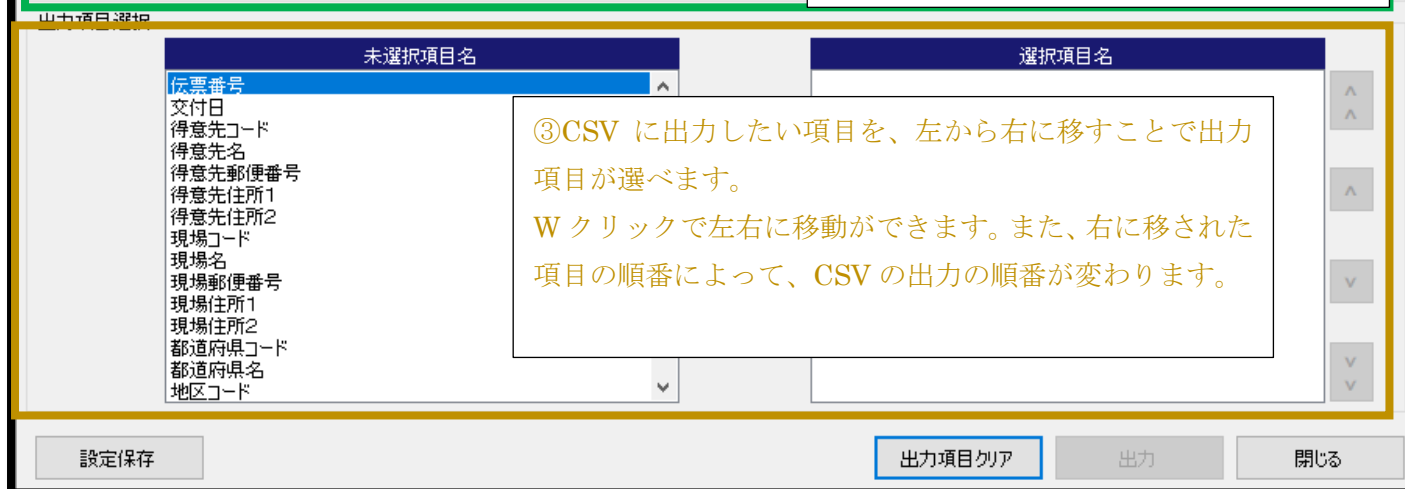 出力項目選択
未選択項目名
選択項目名
伝票番号
交付日
得意先コード
得意先名
得意先郵便番号
得意先住所1
得意先住所2
現場コード
現場名
現場郵便番号
現場住所1
現場住所2
都道府県コード
都道府県名
地区コード
③CSV に出力したい項目を、左から右に移すことで出力
項目が選べます。
W クリックで左右に移動ができます。また、右に移された
項目の順番によって、CSV の出力の順番が変わります。
設定保存
出力項目クリア
出力
閉じる